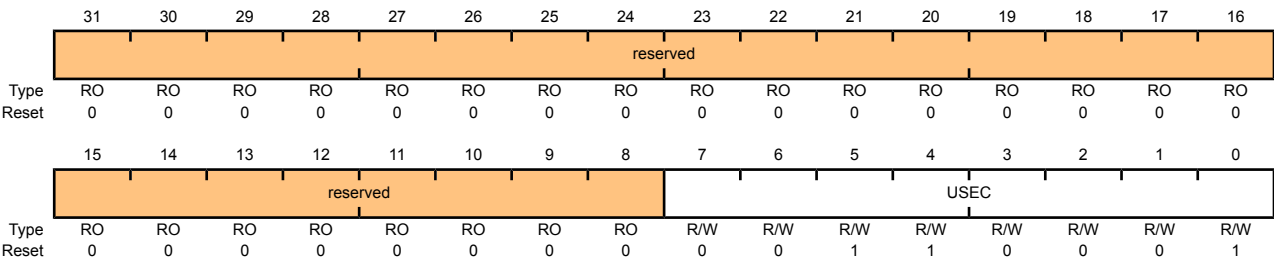 31 30 29 28 27 26 25 24 23 22 21 20 19 18 17 16
reserved
Type RO RO RO RO RO RO RO RO RO RO RO RO RO RO RO RO
Reset 0 0 0 0 0 0 0 0 0 0 0 0 0 0 0 0
15 14 13 12 11 10 9 8 7 6 5 4 3 2 1 0
reserved USEC
Type RO RO RO RO RO RO RO RO R/W R/W R/W R/W R/W R/W R/W R/W
Reset 0 0 0 0 0 0 0 0 0 0 1 1 0 0 0 1